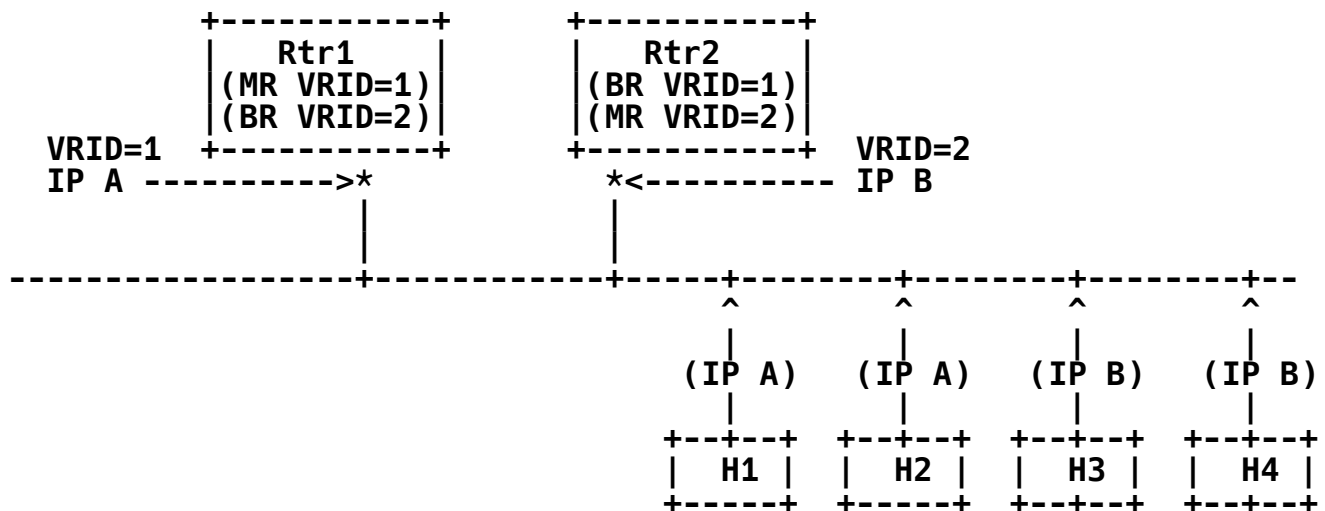 +-----------+      +-----------+
|   Rtr1    |      |   Rtr2    |
|(MR VRID=1)|      |(BR VRID=1)|
|(BR VRID=2)|      |(MR VRID=2)|
VRID=1  +-----------+      +-----------+  VRID=2
IP A ---------->*            *<---------- IP B
|            |
|            |
------------------+------------+-----+--------+--------+--------+--
^        ^        ^        ^
|        |        |        |
(IP A)   (IP A)   (IP B)   (IP B)
|        |        |        |
+--+--+  +--+--+  +--+--+  +--+--+
|  H1 |  |  H2 |  |  H3 |  |  H4 |
+-----+  +-----+  +--+--+  +--+--+